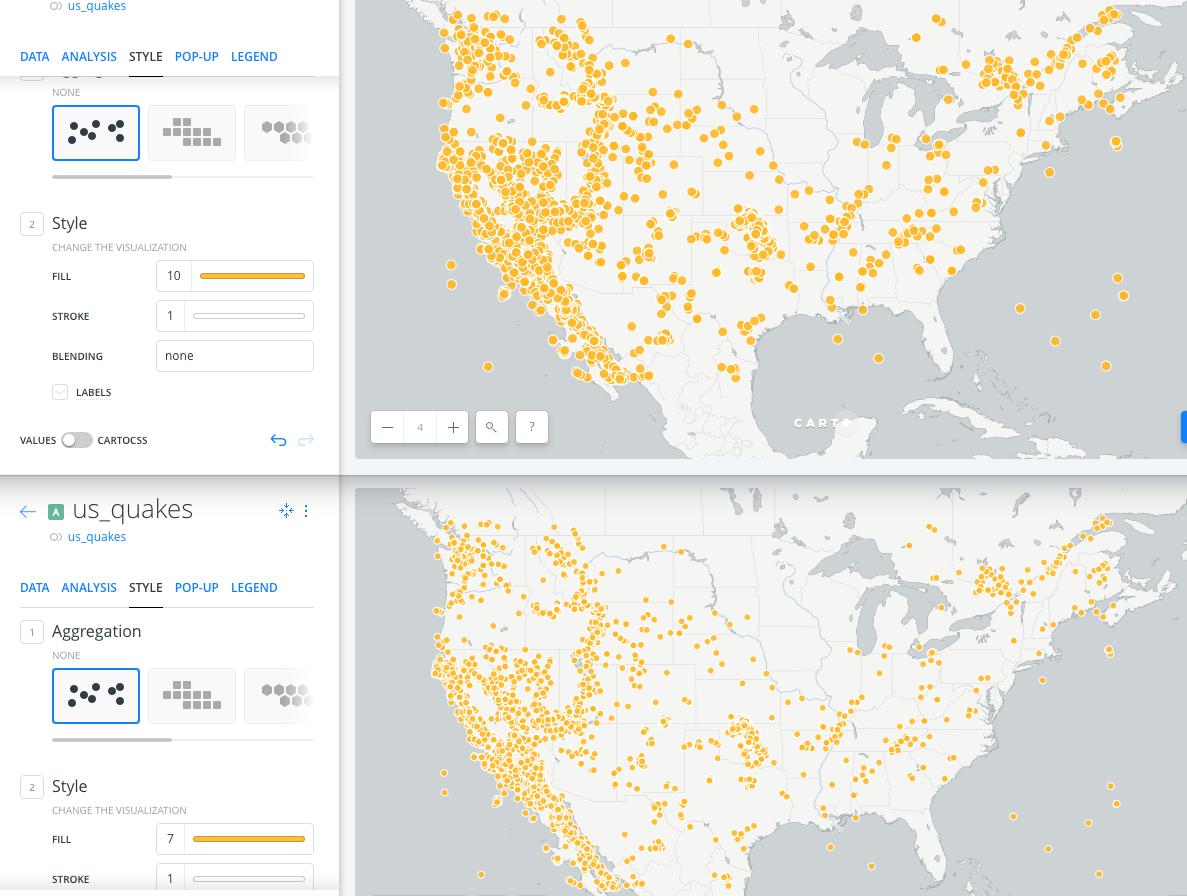 us_quakes
DATA ANALYSIS STYLE POP-UP LEGEND
NONE
2 Style
CHANGE THE VISUALIZATION
FILL 10
STROKE 1
BLENDING none
LABELS
VALUES CARTOCSS
4 ?
CARTO
A us_quakes
us_quakes
DATA ANALYSIS STYLE POP-UP LEGEND
1 Aggregation
NONE
2 Style
CHANGE THE VISUALIZATION
FILL 7
STROKE 1